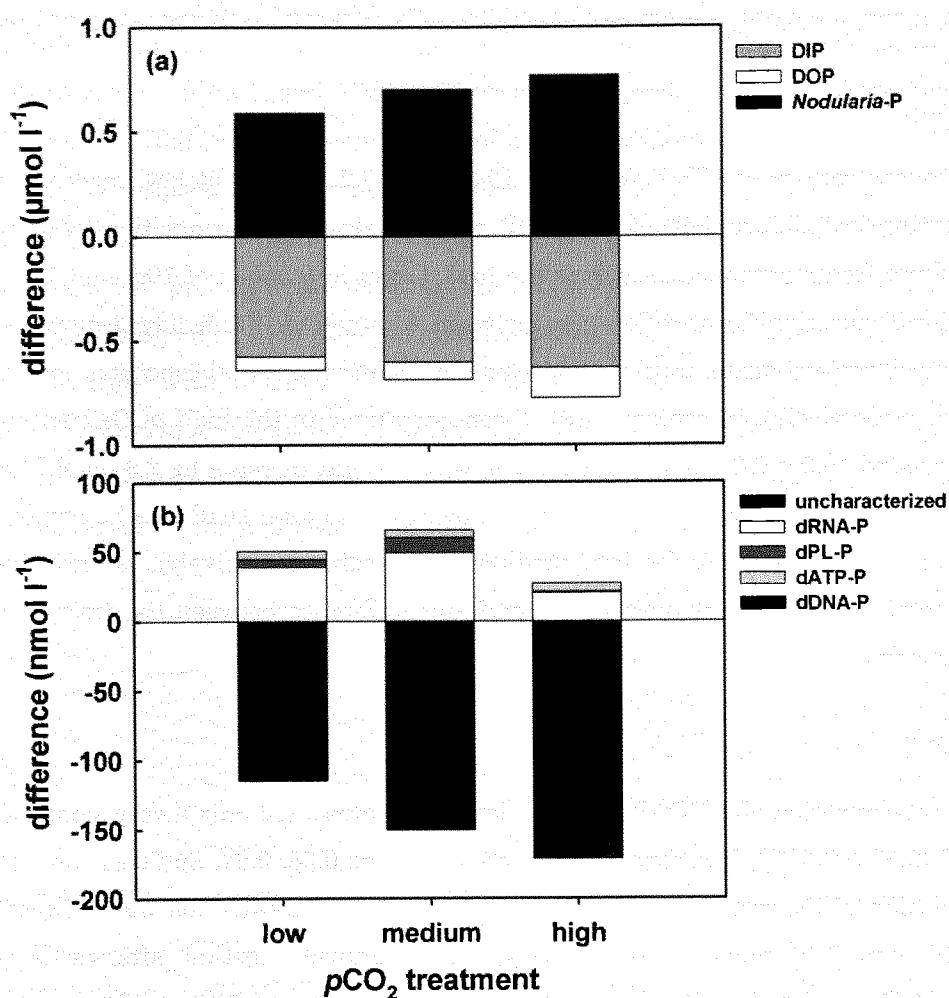 1.0
(a)
DIP
DOP
Nodularia-P
0.5
0.0
-0.5
-1.0
difference (µmol l⁻¹)
100
(b)
uncharacterized
dRNA-P
dPL-P
dATP-P
dDNA-P
50
0
-50
-100
-150
-200
difference (nmol l⁻¹)
low medium high
pCO₂ treatment